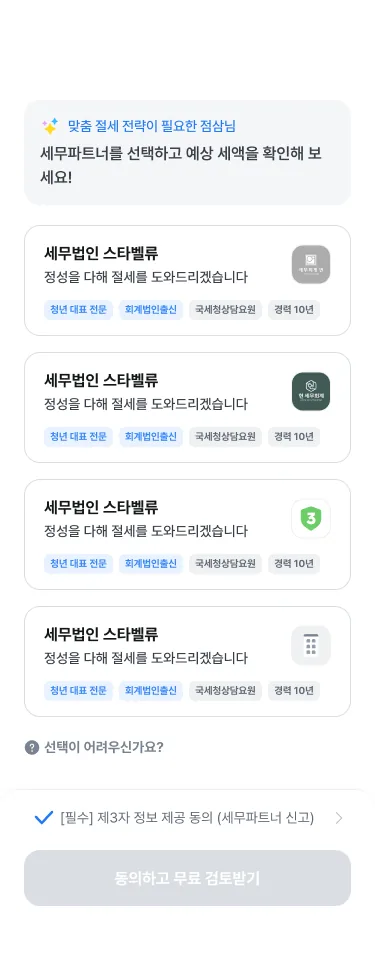 맞춤 절세 전략이 필요한 점삼님
세무파트너를 선택하고 예상 세액을 확인해 보
세요!
세무법인 스타벨류
정성을 다해 절세를 도와드리겠습니다
청년 대표 전문 회계법인출신 국세청상담요원 경력 10년
세무법인 스타벨류
정성을 다해 절세를 도와드리겠습니다
현 세무회계
청년 대표 전문 회계법인출신 국세청상담요원 경력 10년
세무법인 스타벨류
3
정성을 다해 절세를 도와드리겠습니다
청년 대표 전문 회계법인출신 국세청상담요원 경력 10년
세무법인 스타벨류
정성을 다해 절세를 도와드리겠습니다
청년 대표 전문 회계법인출신 국세청상담요원 경력 10년
? 선택이 어려우신가요?
[필수] 제3자 정보 제공 동의 (세무파트너 신고)
동의하고 무료 검토받기